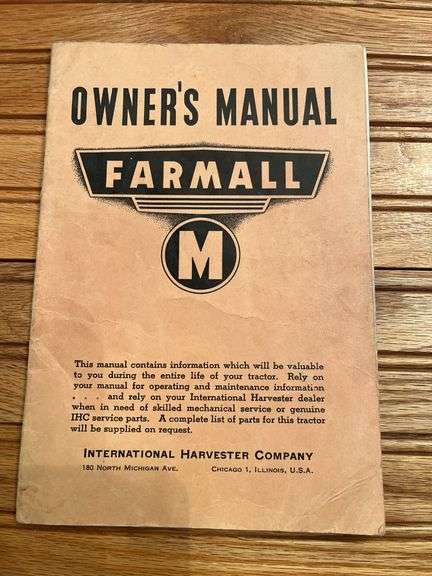 OWNER'S MANUAL
FARMALL
M
This manual contains information which will be valuable
to you during the entire life of your tractor. Rely on
your manual for operating and maintenance information
. . . and rely on your International Harvester dealer
when in need of skilled mechanical service or genuine
IHC service parts. A complete list of parts for this tractor
will be supplied on request.
INTERNATIONAL HARVESTER COMPANY
180 NORTH MICHIGAN AVE. CHICAGO 1, ILLINOIS, U.S.A.